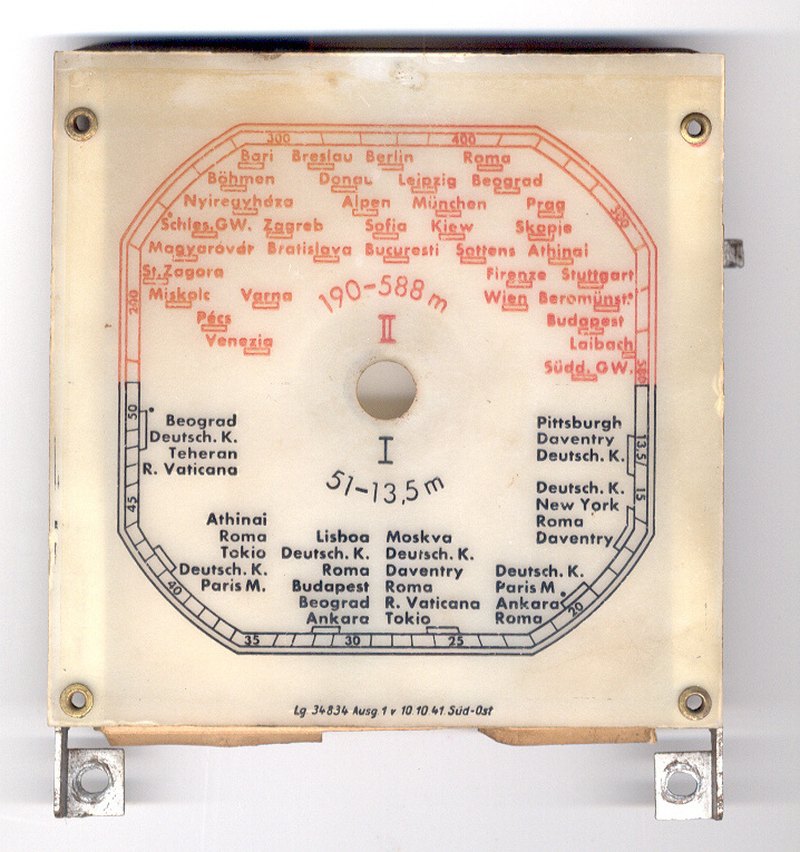 300 400
Bari Breslau Berlin Roma
Böhmen Donau Leipzig Beograd
Nyiregyháza Alpen München Prag
500
Schles.GW. Zagreb Sofia Kiew Skopje
Magyaróvár Bratislava Bucuresti Sottens Athinai
St.Zagora Firenze Stuttgart
200 Miskolc Varna 190-588 m Wien Beromünst.
Pécs II Budapest
Venezia Laibach
Südd. GW. 580
50 Beograd I Pittsburgh
Deutsch. K. Daventry 13,5
Teheran Deutsch. K.
R. Vaticana
51-13,5 m Deutsch. K. 15
45 New York
Athinai Roma
Roma Lisboa Moskva Daventry
Tokio Deutsch. K. Deutsch. K.
Deutsch. K. Roma Daventry Deutsch. K.
40 Paris M. Budapest Roma Paris M.
Beograd R. Vaticana Ankara 20
Ankara Tokio Roma
35 30 25
Lg 34834 Ausg 1 v 10.10 41. Süd-Ost